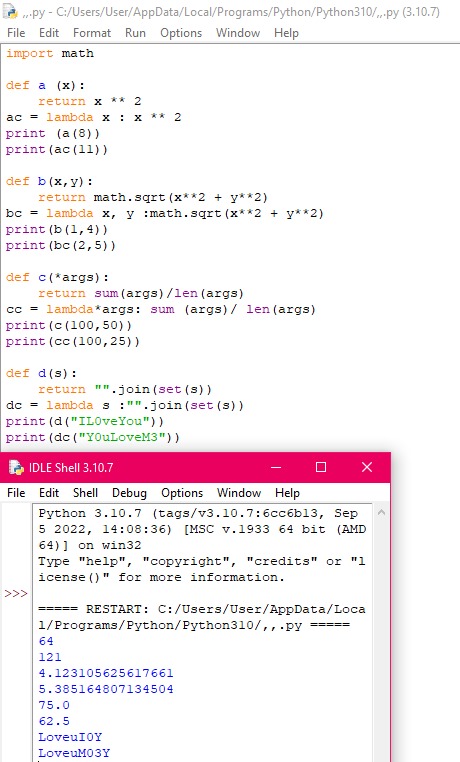 ,,.py - C:/Users/User/AppData/Local/Programs/Python/Python310/,,.py (3.10.7)
File Edit Format Run Options Window Help
import math

def a (x):
    return x ** 2
ac = lambda x : x ** 2
print (a(8))
print(ac(11))

def b(x,y):
    return math.sqrt(x**2 + y**2)
bc = lambda x, y :math.sqrt(x**2 + y**2)
print(b(1,4))
print(bc(2,5))

def c(*args):
    return sum(args)/len(args)
cc = lambda*args: sum (args)/ len(args)
print(c(100,50))
print(cc(100,25))

def d(s):
    return "".join(set(s))
dc = lambda s :"".join(set(s))
print(d("IL0veYou"))
print(dc("Y0uLoveM3"))
IDLE Shell 3.10.7
File Edit Shell Debug Options Window Help
Python 3.10.7 (tags/v3.10.7:6cc6b13, Sep
5 2022, 14:08:36) [MSC v.1933 64 bit (AMD
64)] on win32
Type "help", "copyright", "credits" or "l
icense()" for more information.
>>>
===== RESTART: C:/Users/User/AppData/Loca
l/Programs/Python/Python310/,,.py =====
64
121
4.123105625617661
5.385164807134504
75.0
62.5
LoveuI0Y
LoveuM03Y